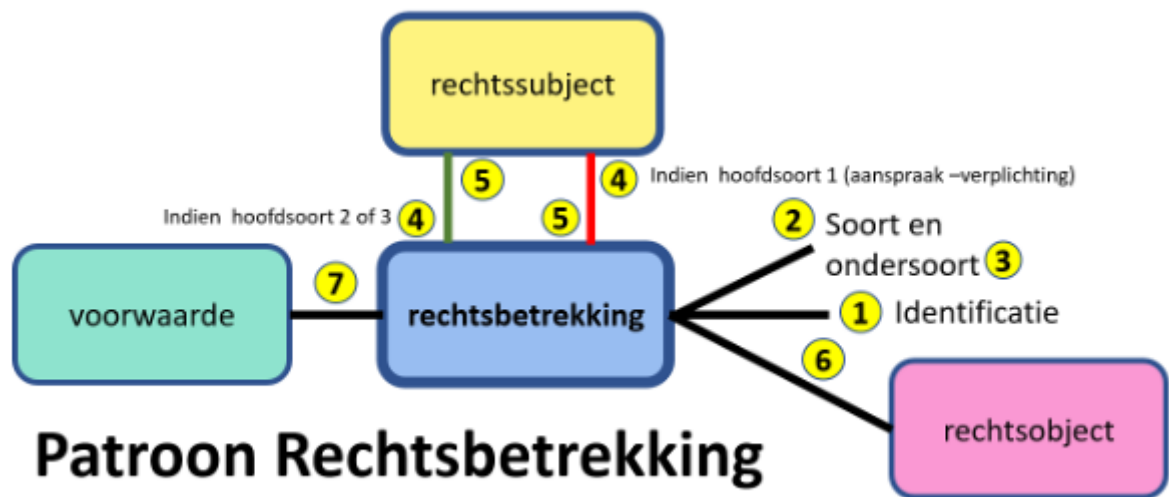 rechtssubject
5
4 Indien hoofdsoort 1 (aanspraak –verplichting)
Indien hoofdsoort 2 of 3 4
5
2 Soort en
ondersoort 3
voorwaarde
7
rechtsbetrekking
1 Identificatie
6
rechtsobject
Patroon Rechtsbetrekking